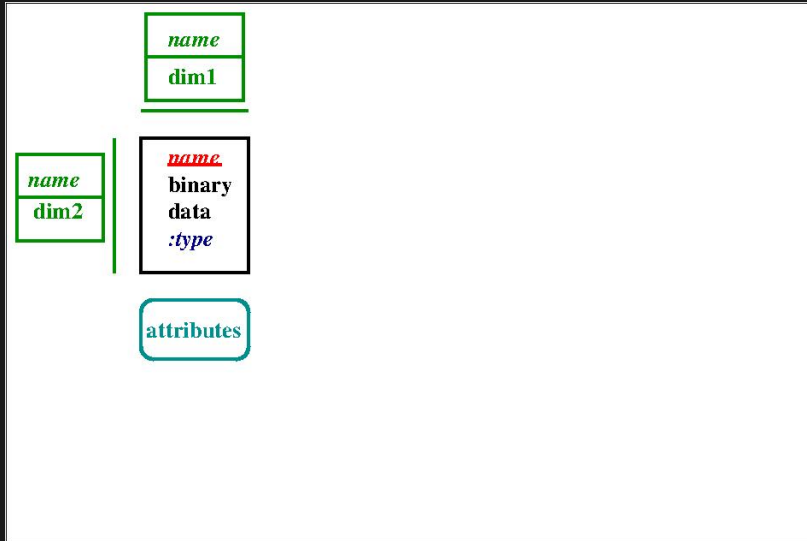 name
dim1
name
dim2
name
binary
data
:type
attributes